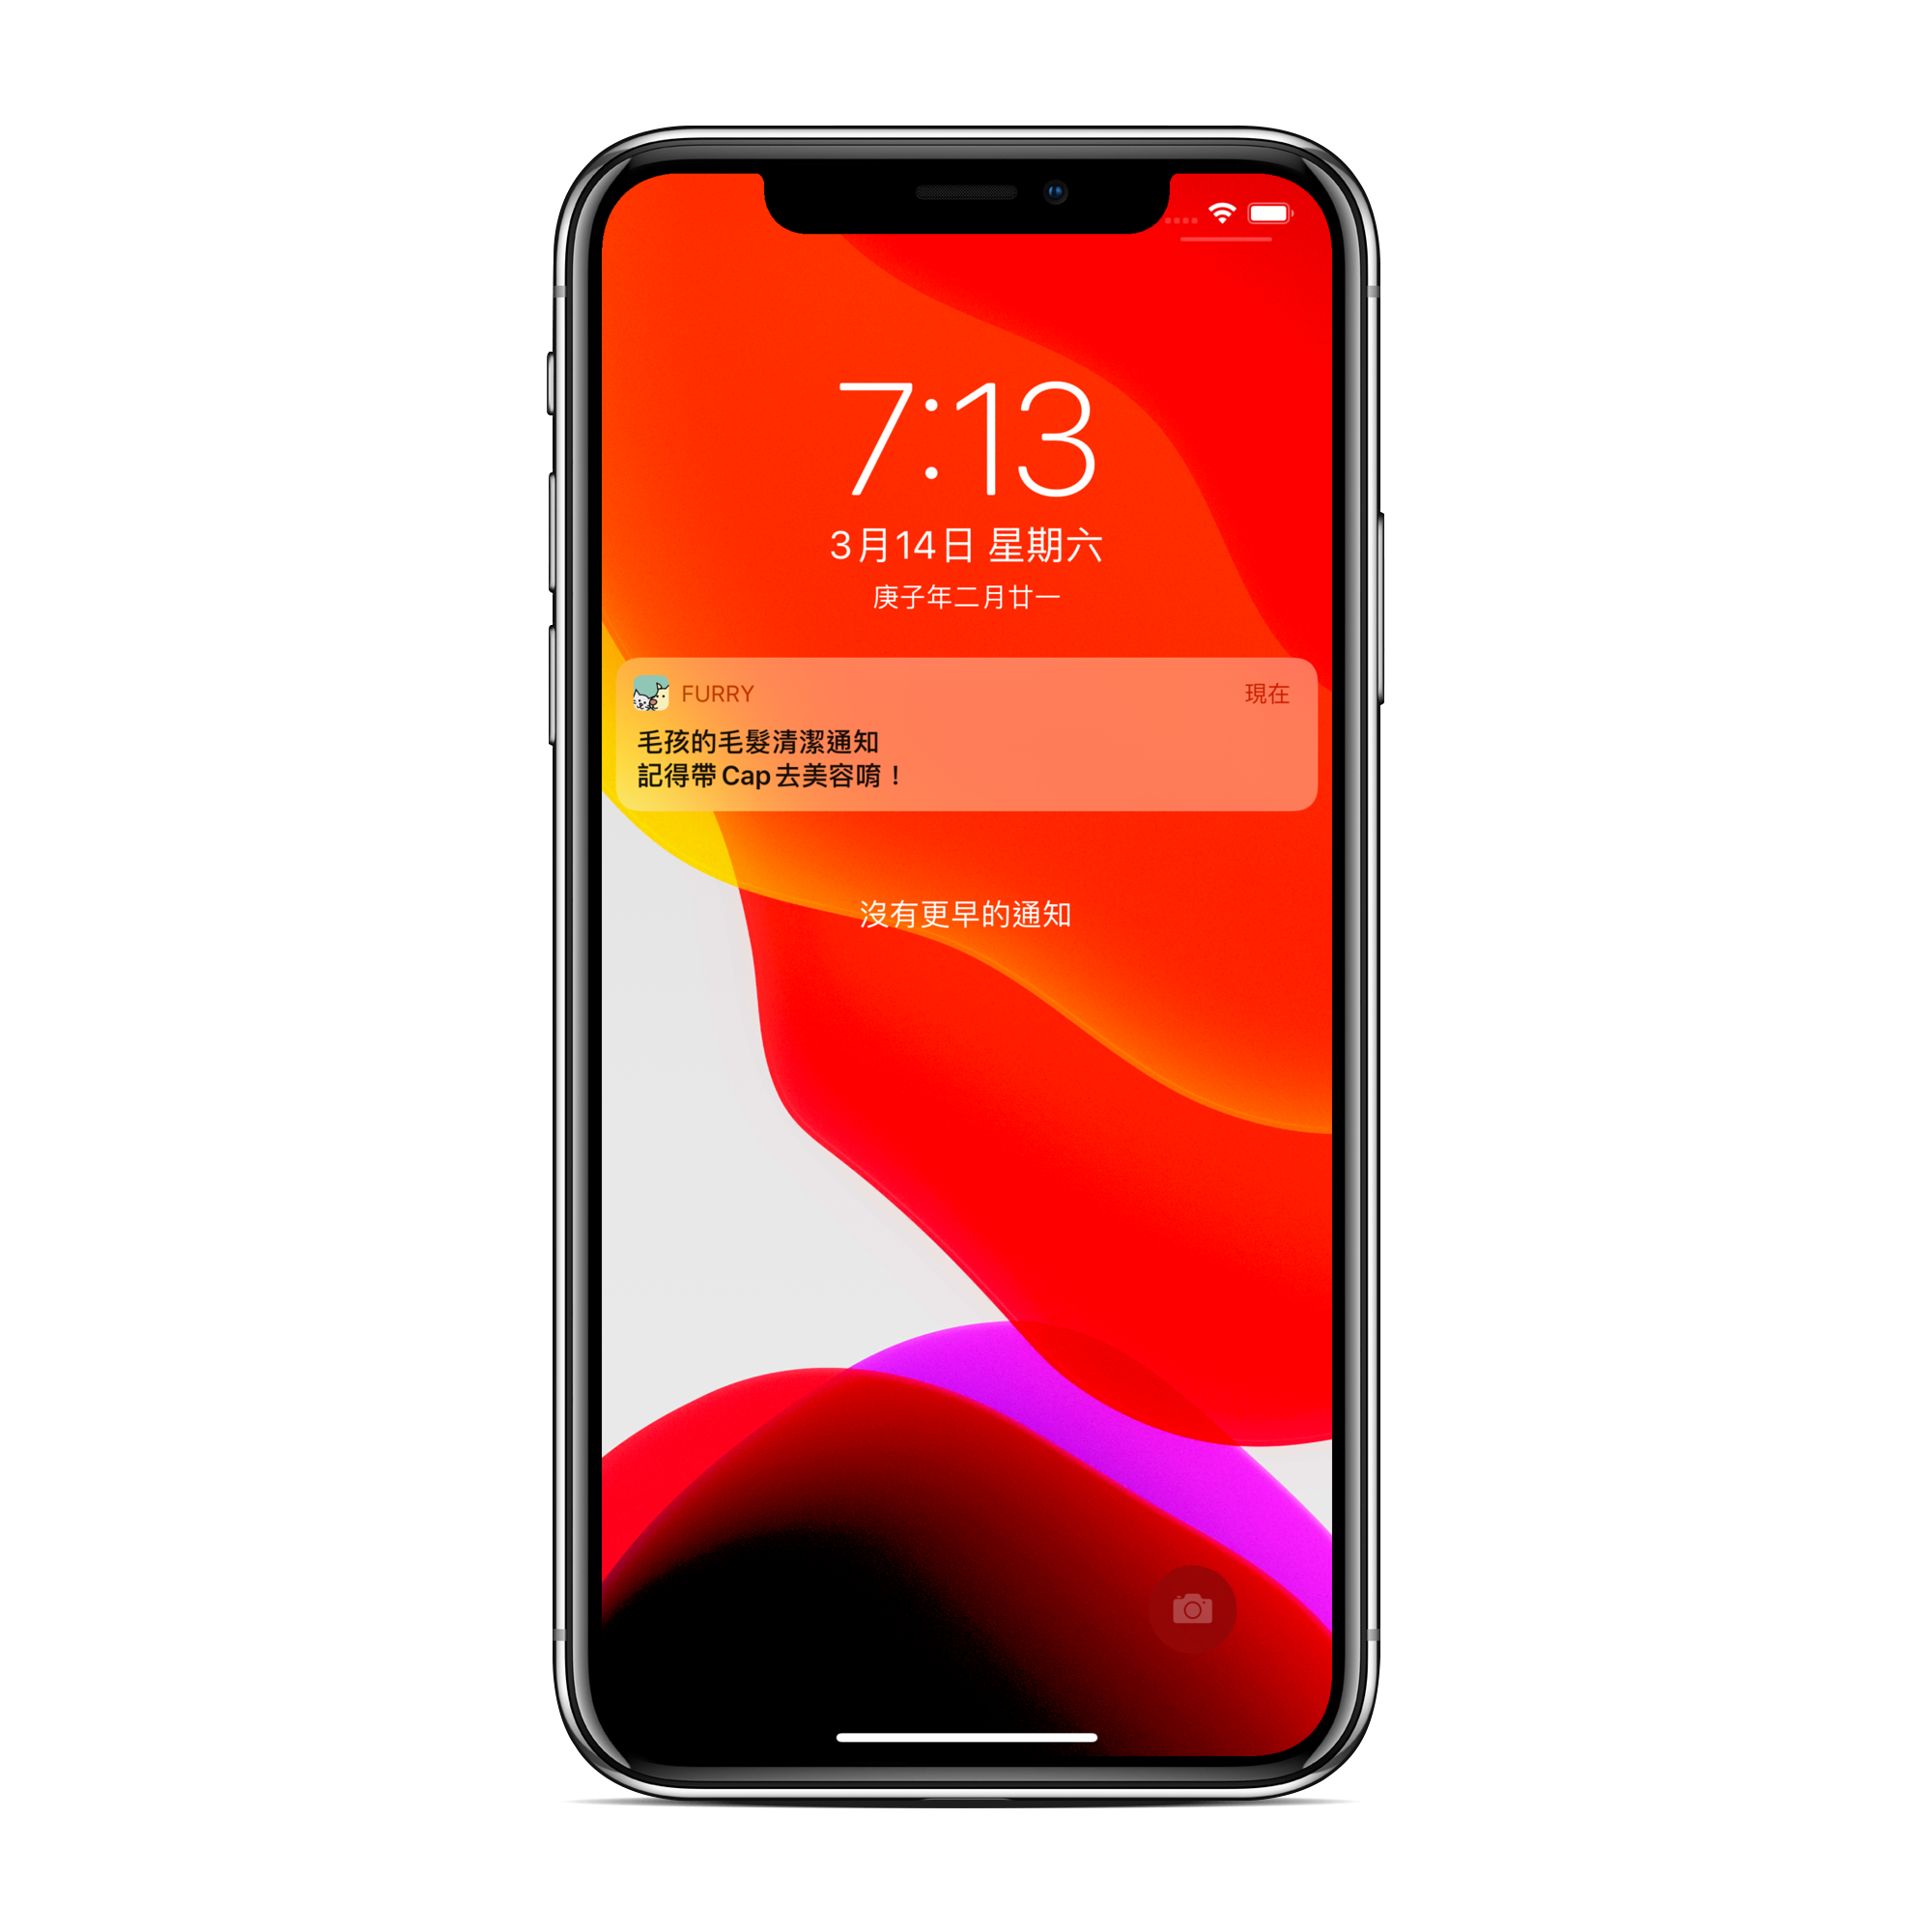 7:13
3月14日 星期六
庚子年二月廿一
FURRY 現在
毛孩的毛髮清潔通知
記得帶 Cap 去美容唷！
沒有更早的通知